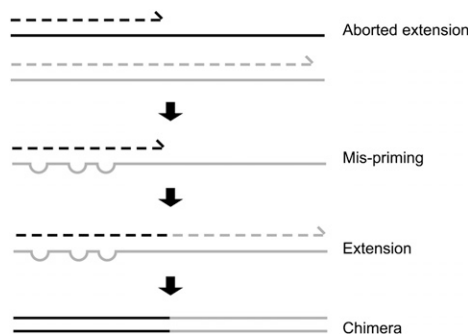 Aborted extension
Mis-priming
Extension
Chimera